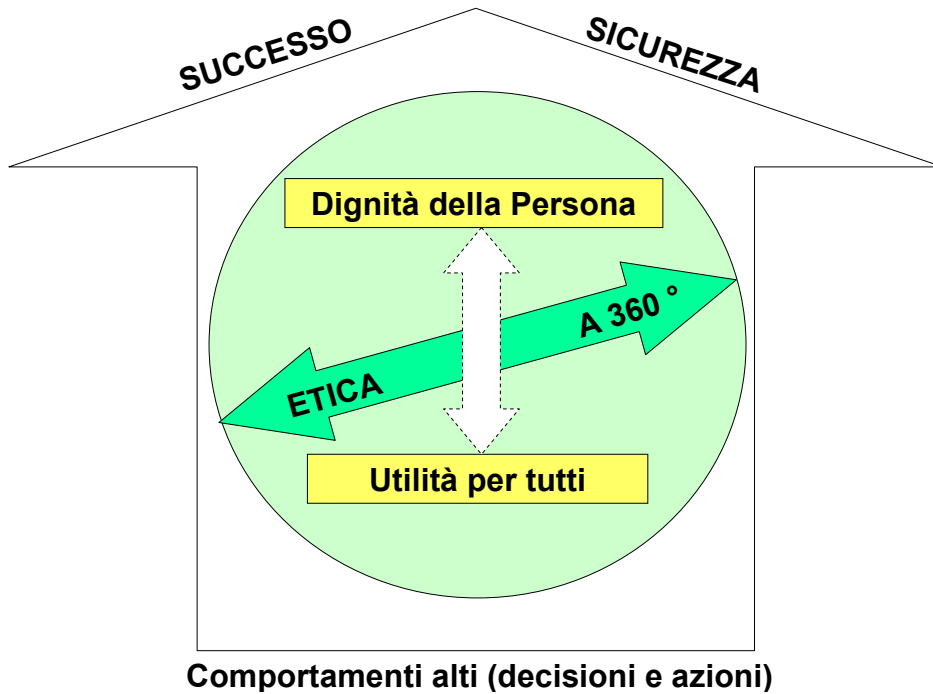 SUCCESSO
SICUREZZA
Dignità della Persona
A 360 °
ETICA
Utilità per tutti
Comportamenti alti (decisioni e azioni)